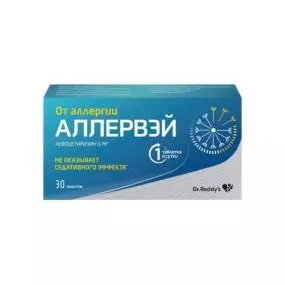 От аллергии
АЛЛЕРВЭЙ
ЛЕВОЦЕТИРИЗИН 5 МГ
НЕ ОКАЗЫВАЕТ
СЕДАТИВНОГО ЭФФЕКТА*
1 таблетка
в сутки
30 таблеток
Dr.Reddy's